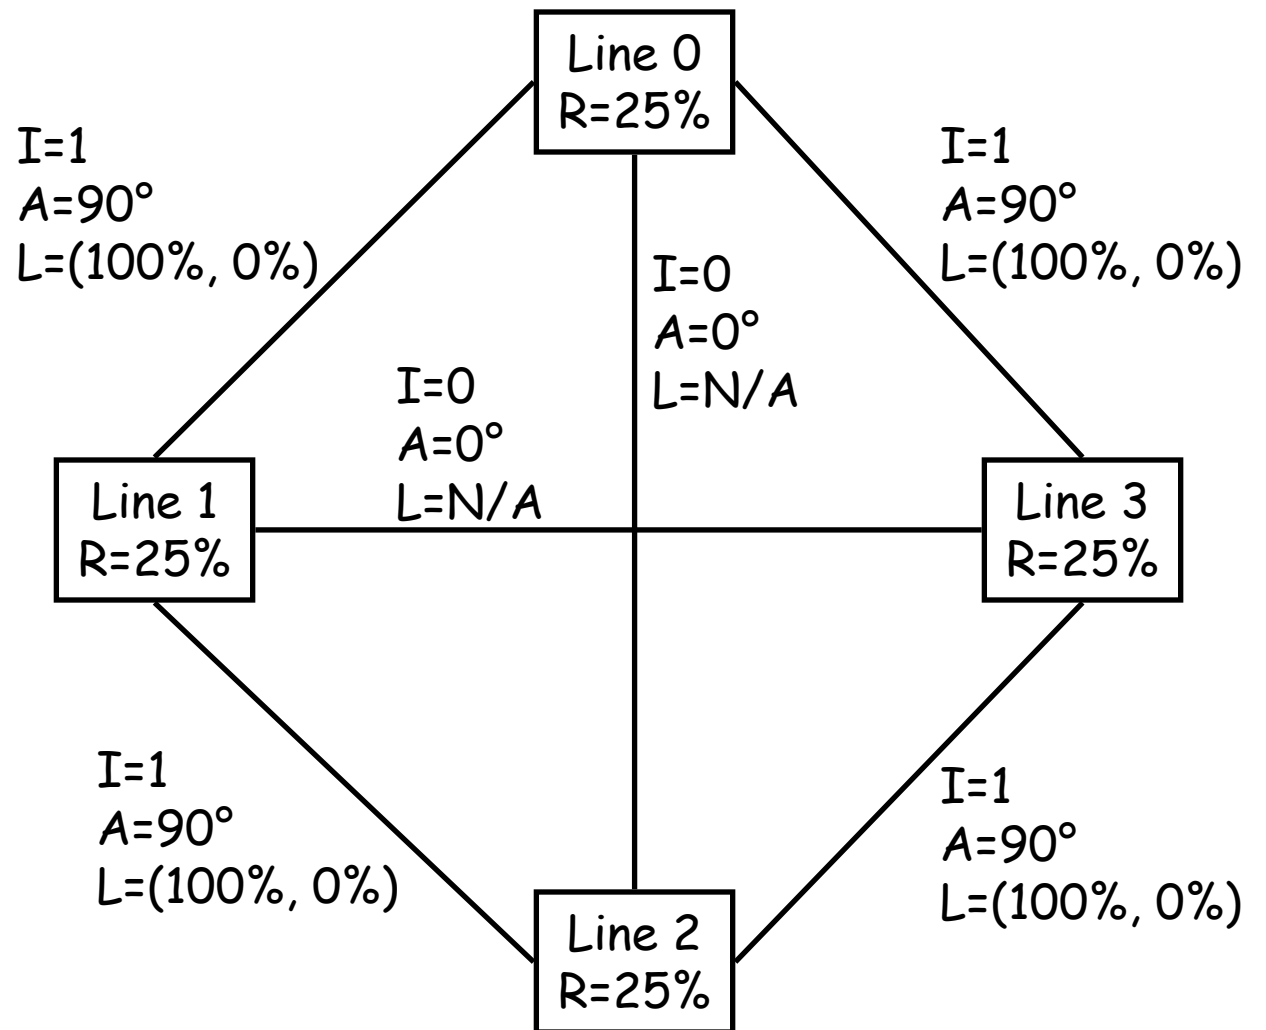 Line 0
R=25%
I=1
A=90°
L=(100%, 0%)
I=1
A=90°
L=(100%, 0%)
I=0
A=0°
L=N/A
I=0
A=0°
L=N/A
Line 1
R=25%
Line 3
R=25%
I=1
A=90°
L=(100%, 0%)
I=1
A=90°
L=(100%, 0%)
Line 2
R=25%